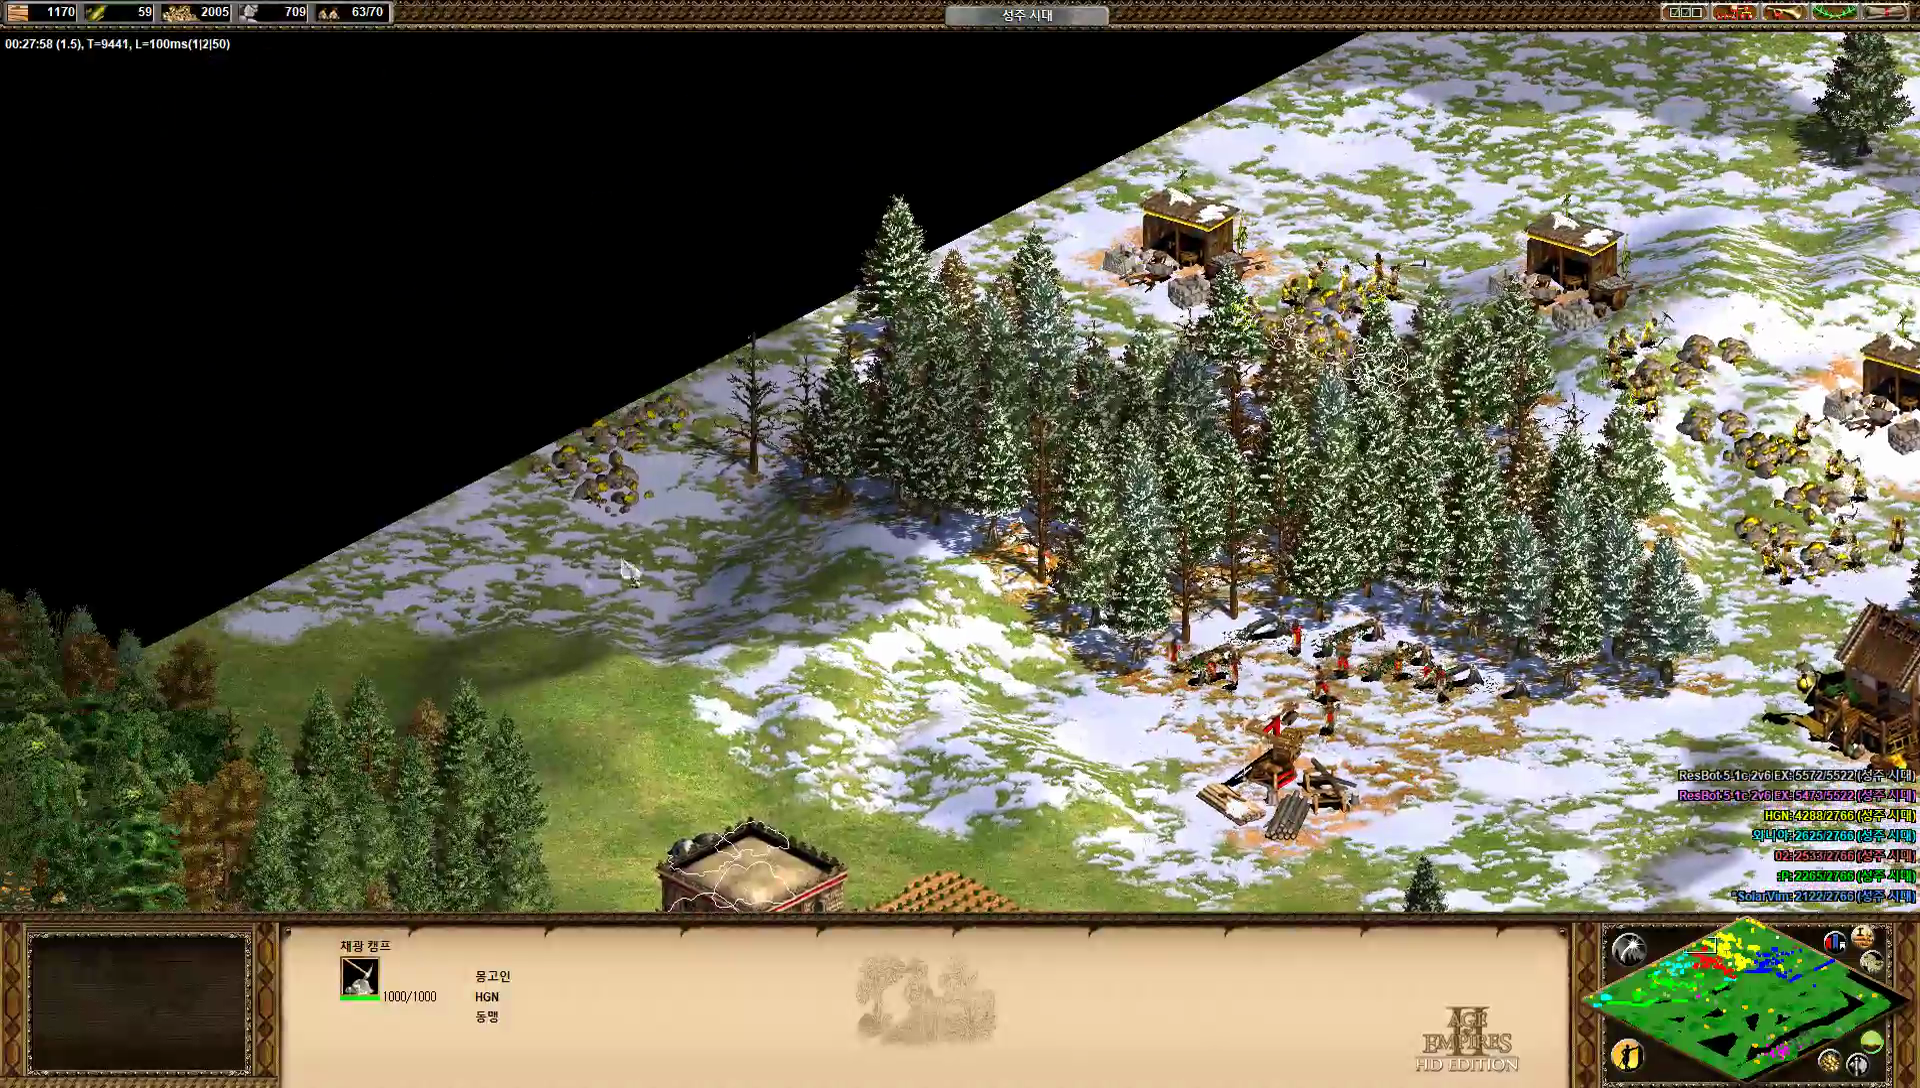 1170
59
2005
709
63/70
성주 시대
00:27:58 (1.5), T=9441, L=100ms(1|2|50)
ResBot 5-1c 2v6 EX: 5572/5522 (성주 시대)
ResBot 5-1c 2v6 EX: 5473/5522 (성주 시대)
HGN: 4288/2766 (성주 시대)
외니아: 2625/2766 (성주 시대)
02: 2533/2766 (성주 시대)
:P: 2265/2766 (성주 시대)
*SolarVim: 2122/2766 (성주 시대)
채광 캠프
1000/1000
몽고인
HGN
동맹
AGE
II
EMPIRES
HD EDITION